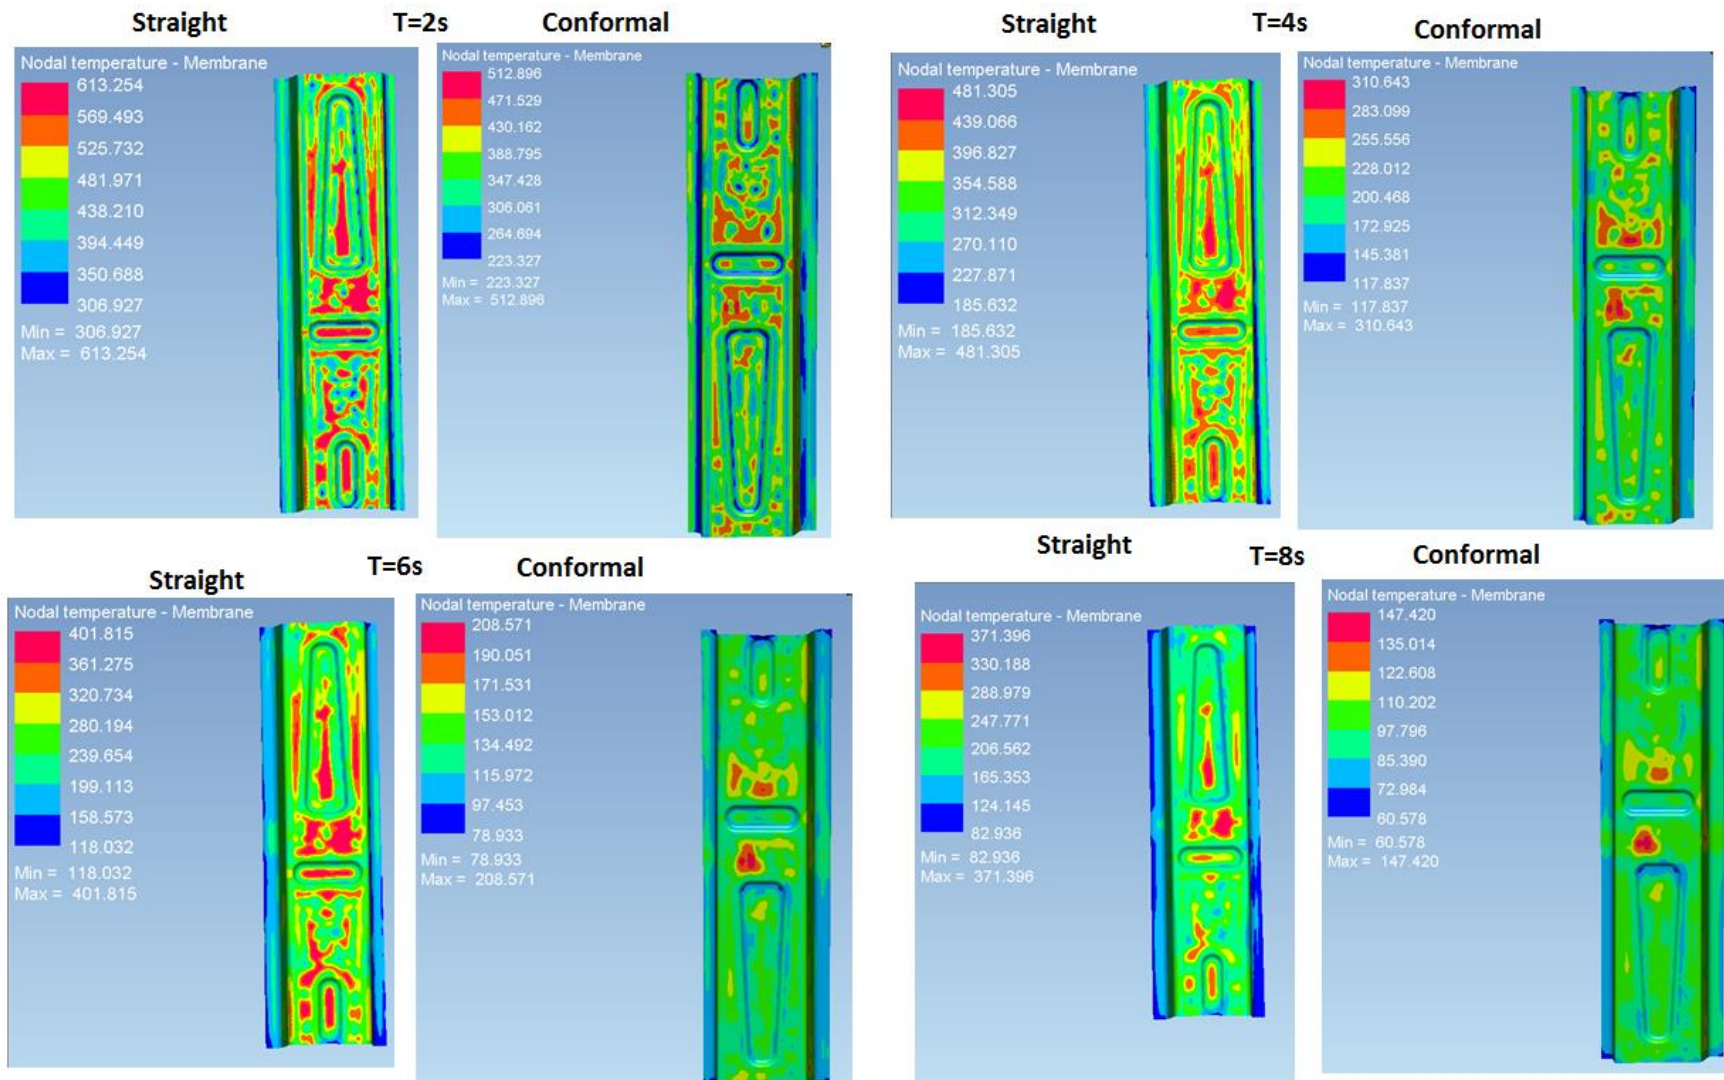 Straight
T=2s
Conformal
Nodal temperature - Membrane
613.254
569.493
525.732
481.971
438.210
394.449
350.688
306.927
Min = 306.927
Max = 613.254
Nodal temperature - Membrane
512.896
471.529
430.162
388.795
347.428
306.061
264.694
223.327
Min = 223.327
Max = 512.896
Straight
T=4s
Conformal
Nodal temperature - Membrane
481.305
439.066
396.827
354.588
312.349
270.110
227.871
185.632
Min = 185.632
Max = 481.305
Nodal temperature - Membrane
310.643
283.099
255.556
228.012
200.468
172.925
145.381
117.837
Min = 117.837
Max = 310.643
Straight
T=6s
Conformal
Nodal temperature - Membrane
401.815
361.275
320.734
280.194
239.654
199.113
158.573
118.032
Min = 118.032
Max = 401.815
Nodal temperature - Membrane
208.571
190.051
171.531
153.012
134.492
115.972
97.453
78.933
Min = 78.933
Max = 208.571
Straight
T=8s
Conformal
Nodal temperature - Membrane
371.396
330.188
288.979
247.771
206.562
165.353
124.145
82.936
Min = 82.936
Max = 371.396
Nodal temperature - Membrane
147.420
135.014
122.608
110.202
97.796
85.390
72.984
60.578
Min = 60.578
Max = 147.420